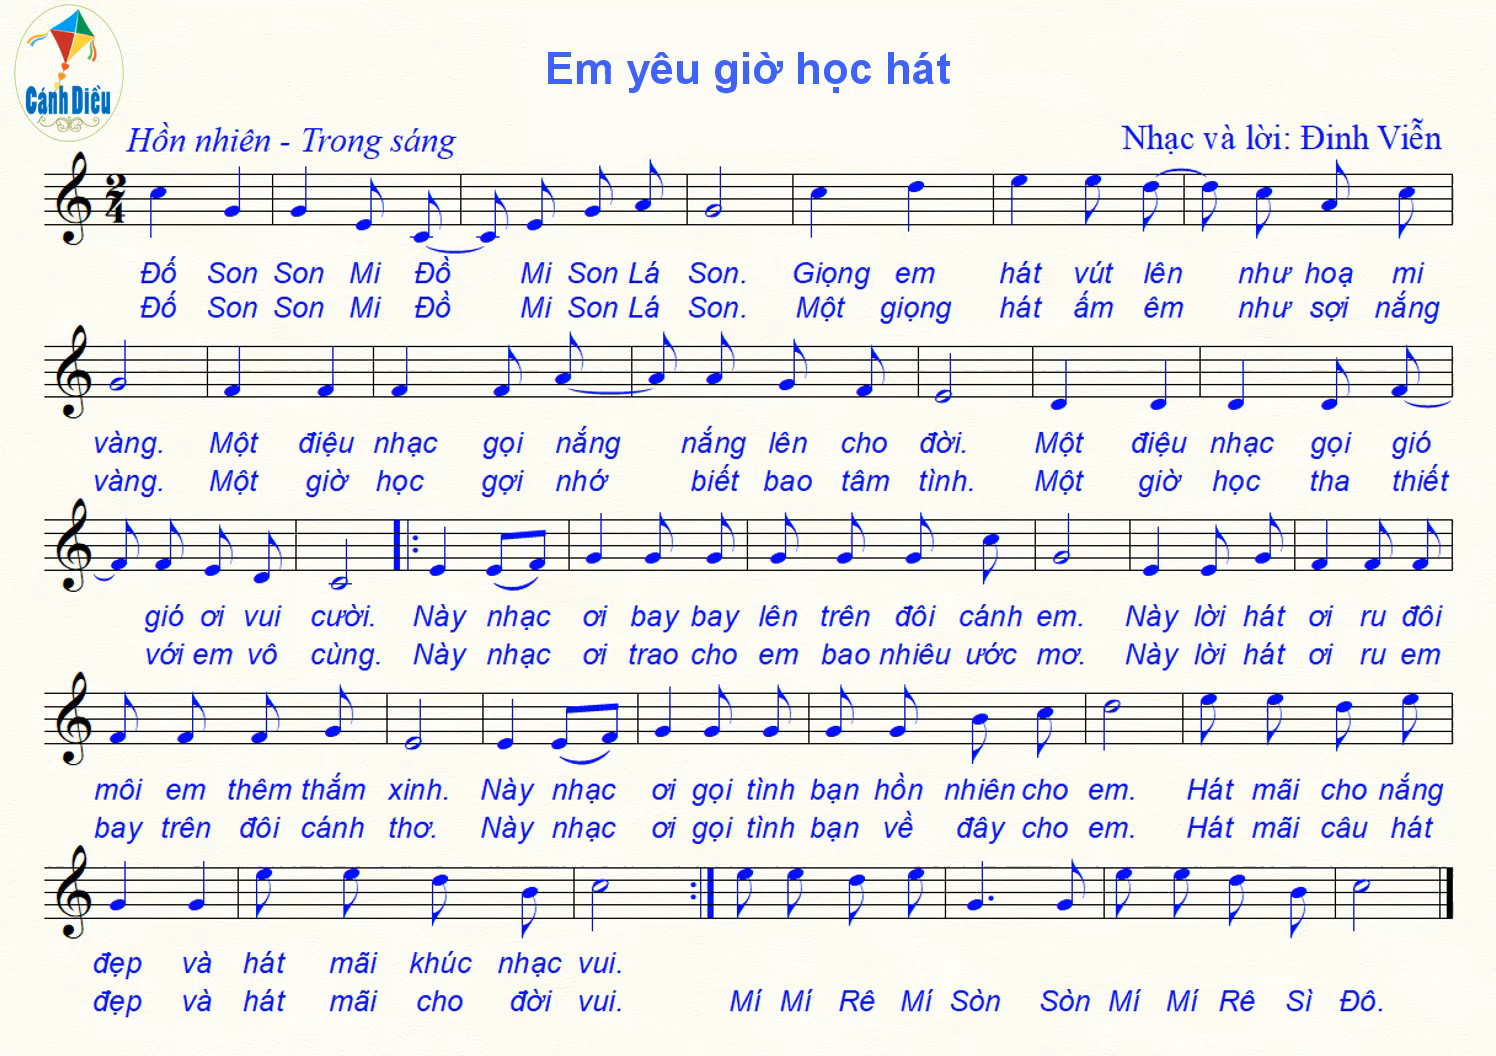 Cánh Diều
Em yêu giờ học hát
Hồn nhiên - Trong sáng
Nhạc và lời: Đinh Viễn
2
4
Đố Son Son Mi Đồ Mi Son Lá Son. Giọng em hát vút lên như hoạ mi
Đố Son Son Mi Đồ Mi Son Lá Son. Một giọng hát ấm êm như sợi nắng
vàng. Một điệu nhạc gọi nắng nắng lên cho đời. Một điệu nhạc gọi gió
vàng. Một giờ học gợi nhớ biết bao tâm tình. Một giờ học tha thiết
gió ơi vui cười. Này nhạc ơi bay bay lên trên đôi cánh em. Này lời hát ơi ru đôi
với em vô cùng. Này nhạc ơi trao cho em bao nhiêu ước mơ. Này lời hát ơi ru em
môi em thêm thắm xinh. Này nhạc ơi gọi tình bạn hồn nhiên cho em. Hát mãi cho nắng
bay trên đôi cánh thơ. Này nhạc ơi gọi tình bạn về đây cho em. Hát mãi câu hát
đẹp và hát mãi khúc nhạc vui.
đẹp và hát mãi cho đời vui. Mí Mí Rê Mí Sòn Sòn Mí Mí Rê Sì Đô.